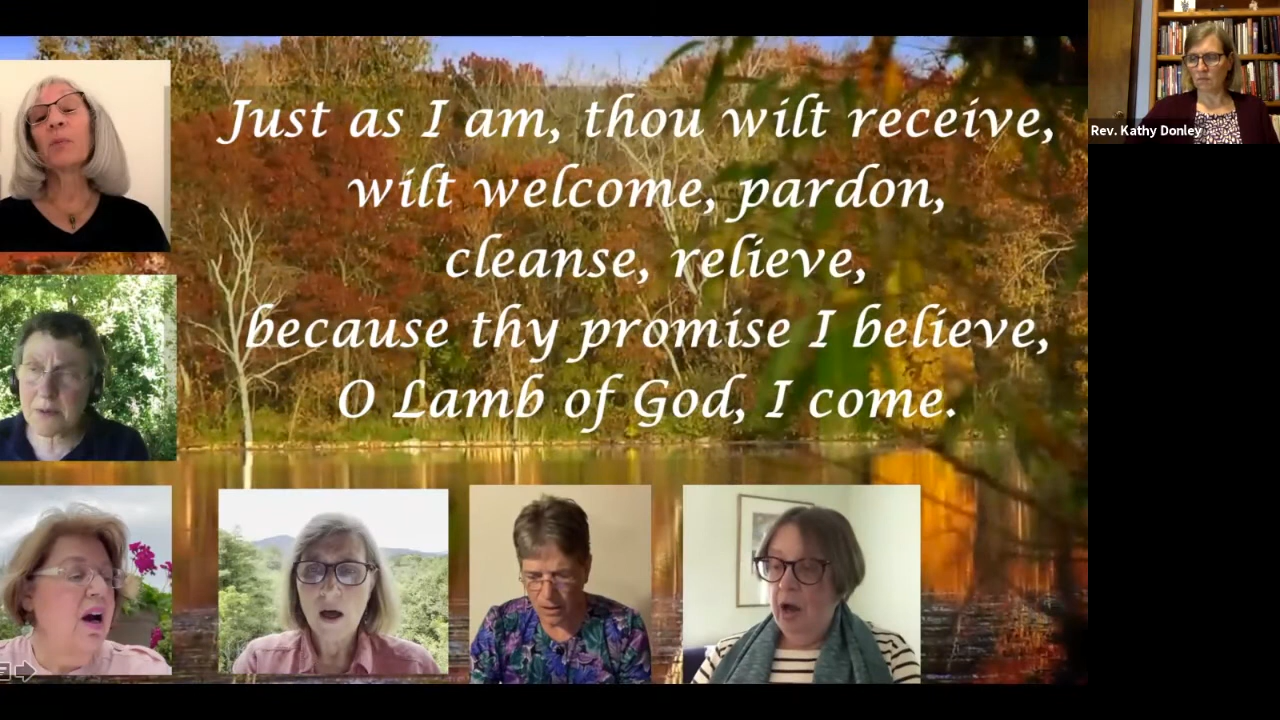 Just as I am, thou wilt receive,
wilt welcome, pardon,
cleanse, relieve,
because thy promise I believe,
O Lamb of God, I come.
Rev. Kathy Donley